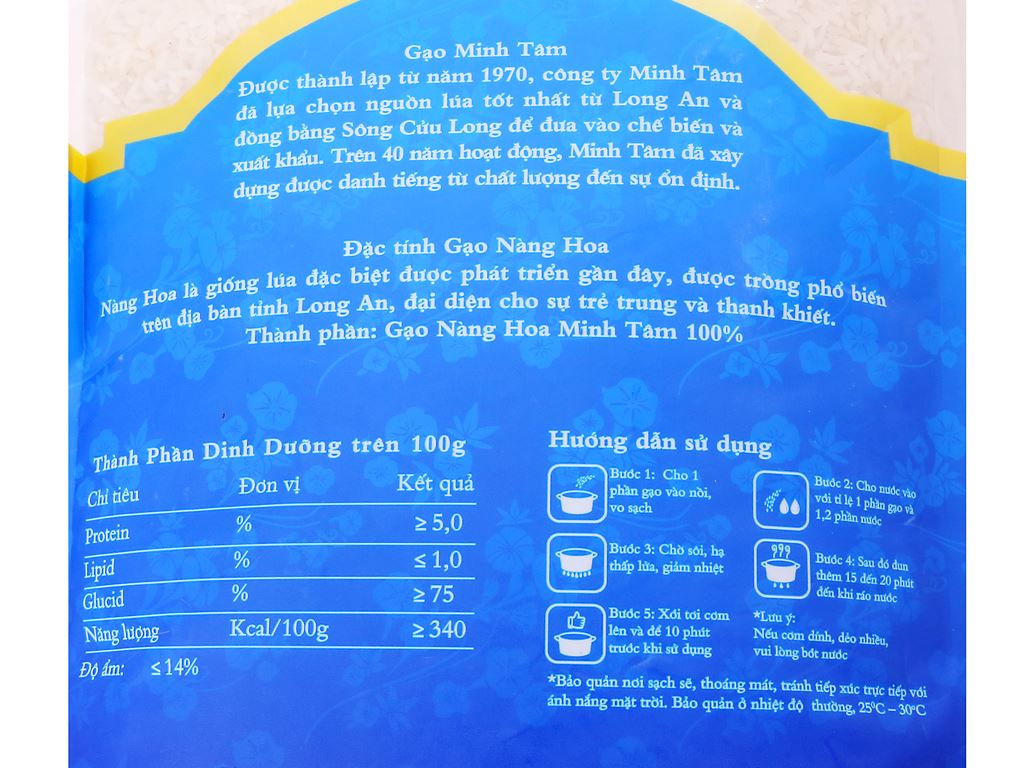 Gạo Minh Tâm
Được thành lập từ năm 1970, công ty Minh Tâm
đã lựa chọn nguồn lúa tốt nhất từ Long An và
đồng bằng Sông Cửu Long để đưa vào chế biến và
xuất khẩu. Trên 40 năm hoạt động, Minh Tâm đã xây
dựng được danh tiếng từ chất lượng đến sự ổn định.
Đặc tính Gạo Nàng Hoa
Nàng Hoa là giống lúa đặc biệt được phát triển gần đây, được trồng phổ biến
trên địa bàn tỉnh Long An, đại diện cho sự trẻ trung và thanh khiết.
Thành phần: Gạo Nàng Hoa Minh Tâm 100%
Thành Phần Dinh Dưỡng trên 100g
Chỉ tiêu Đơn vị Kết quả
Protein % ≥ 5,0
Lipid % ≤ 1,0
Glucid % ≥ 75
Năng lượng Kcal/100g ≥ 340
Độ ẩm: ≤ 14%
Hướng dẫn sử dụng
Bước 1: Cho 1
phần gạo vào nồi,
vo sạch
Bước 2: Cho nước vào
với tỉ lệ 1 phần gạo và
1,2 phần nước
Bước 3: Chờ sôi, hạ
thấp lửa, giảm nhiệt
Bước 4: Sau đó đun
thêm 15 đến 20 phút
đến khi ráo nước
Bước 5: Xới tơi cơm
lên và để 10 phút
trước khi sử dụng
*Lưu ý:
Nếu cơm dính, dẻo nhiều,
vui lòng bớt nước
*Bảo quản nơi sạch sẽ, thoáng mát, tránh tiếp xúc trực tiếp với
ánh nắng mặt trời. Bảo quản ở nhiệt độ thường, 25°C – 30°C